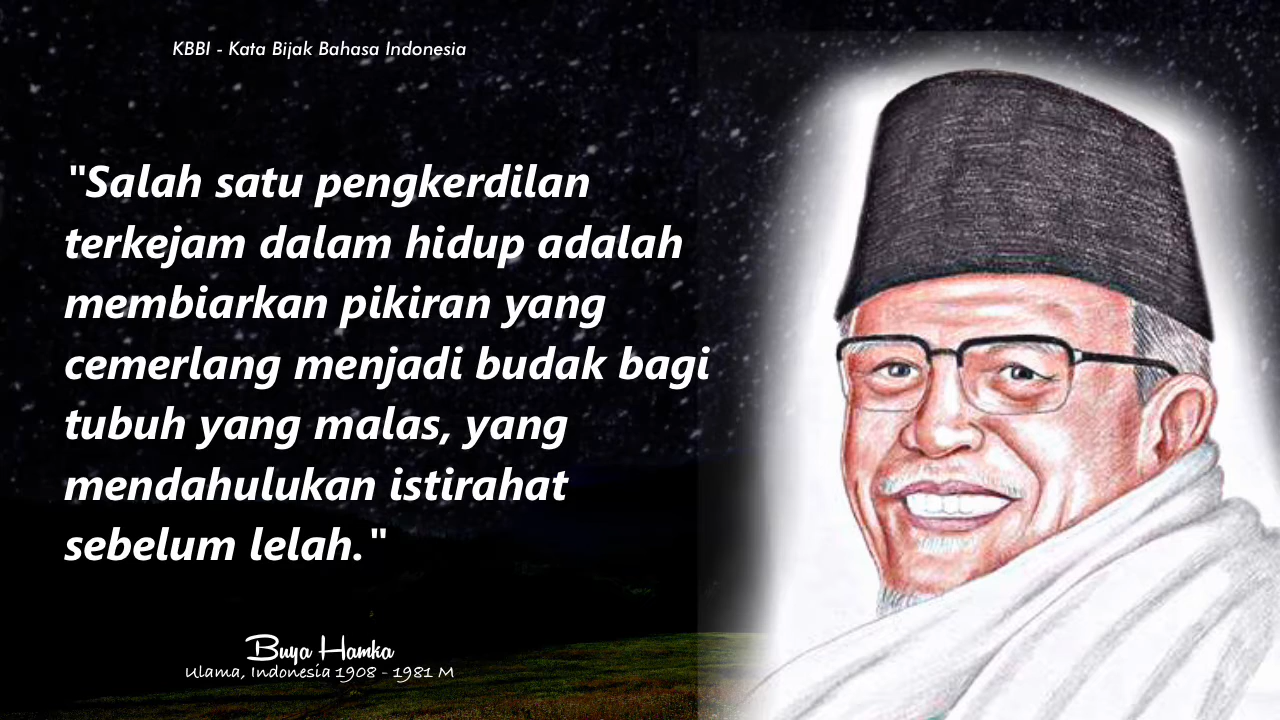 KBBI - Kata Bijak Bahasa Indonesia
"Salah satu pengkerdilan
terkejam dalam hidup adalah
membiarkan pikiran yang
cemerlang menjadi budak bagi
tubuh yang malas, yang
mendahulukan istirahat
sebelum lelah."
Buya Hamka
Ulama, Indonesia 1908 - 1981 M